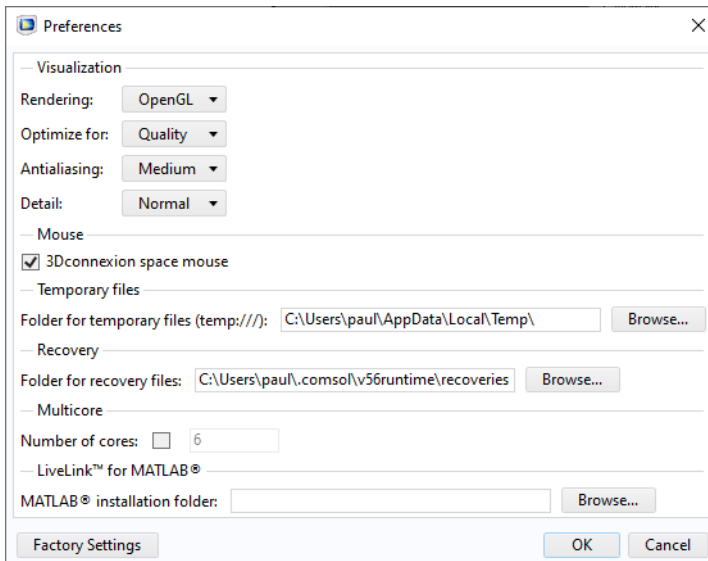 Preferences
Visualization
Rendering: OpenGL
Optimize for: Quality
Antialiasing: Medium
Detail: Normal
Mouse
3Dconnexion space mouse
Temporary files
Folder for temporary files (temp:///): C:\Users\paul\AppData\Local\Temp\ Browse...
Recovery
Folder for recovery files: C:\Users\paul\.comsol\v56runtime\recoveries Browse...
Multicore
Number of cores: 6
LiveLink™ for MATLAB®
MATLAB® installation folder: Browse...
Factory Settings OK Cancel